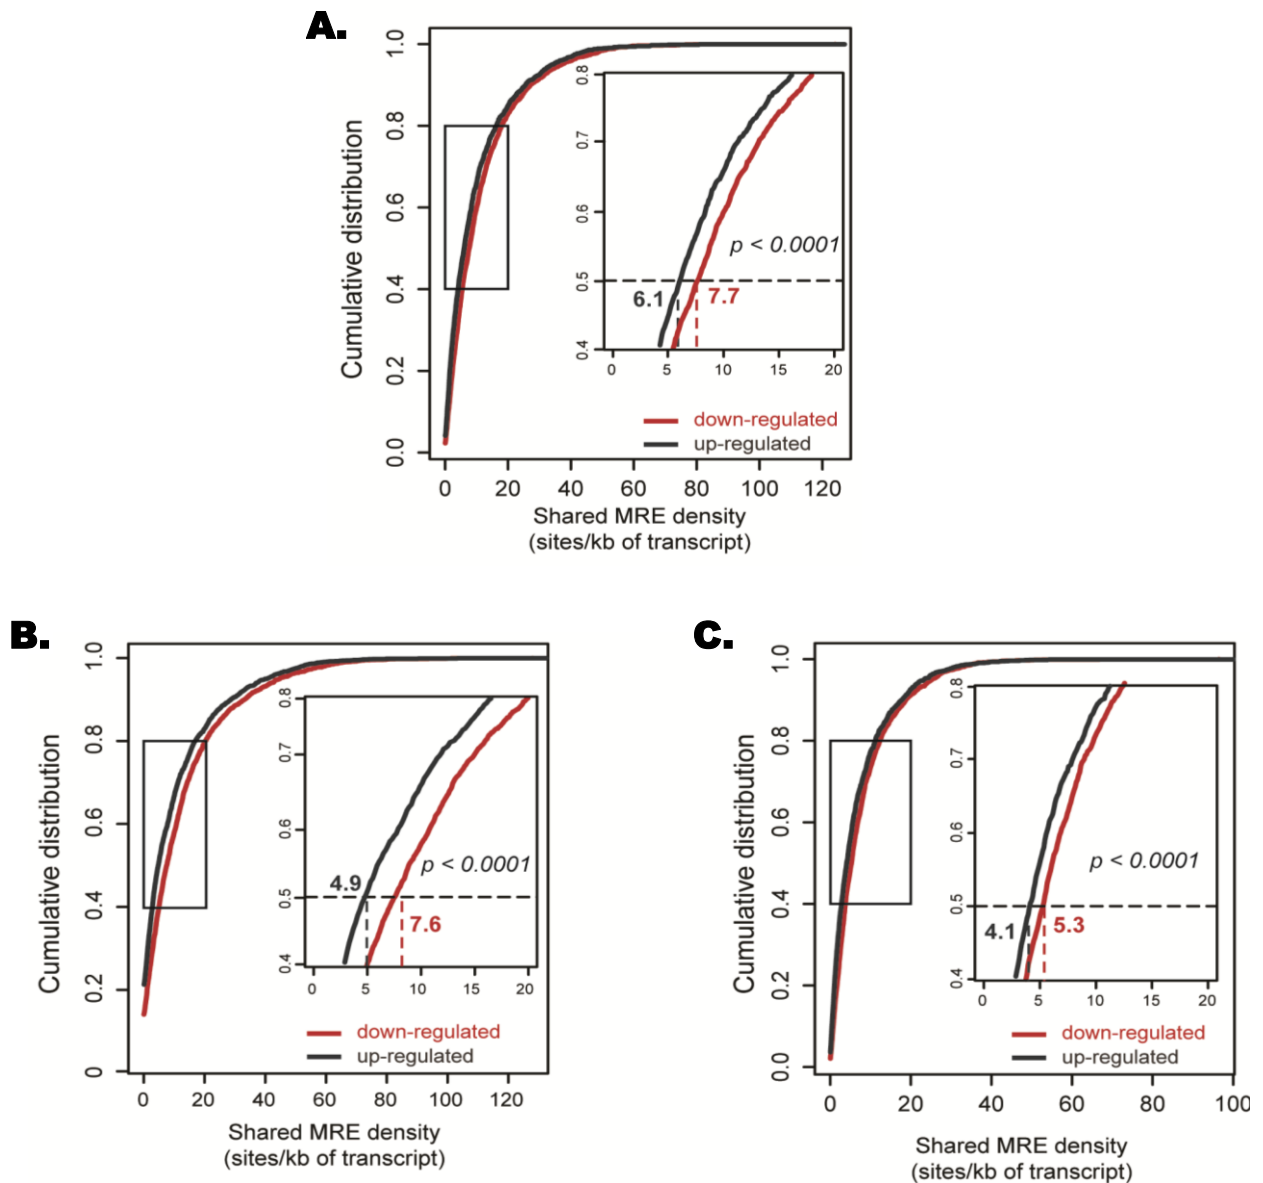 A.
Cumulative distribution
1.0
0.8
0.6
0.4
0.2
0.0
0.8
0.7
0.6
0.5
0.4
p < 0.0001
6.1
7.7
0 5 10 15 20
down-regulated
up-regulated
0 20 40 60 80 100 120
Shared MRE density
(sites/kb of transcript)
B.
Cumulative distribution
1.0
0.8
0.6
0.4
0.2
0
0.8
0.7
0.6
0.5
0.4
p < 0.0001
4.9
7.6
0 5 10 15 20
down-regulated
up-regulated
0 20 40 60 80 100 120
Shared MRE density
(sites/kb of transcript)
C.
Cumulative distribution
1.0
0.8
0.6
0.4
0.2
0.0
0.8
0.7
0.6
0.5
0.4
p < 0.0001
4.1
5.3
0 5 10 15 20
down-regulated
up-regulated
0 20 40 60 80 100
Shared MRE density
(sites/kb of transcript)